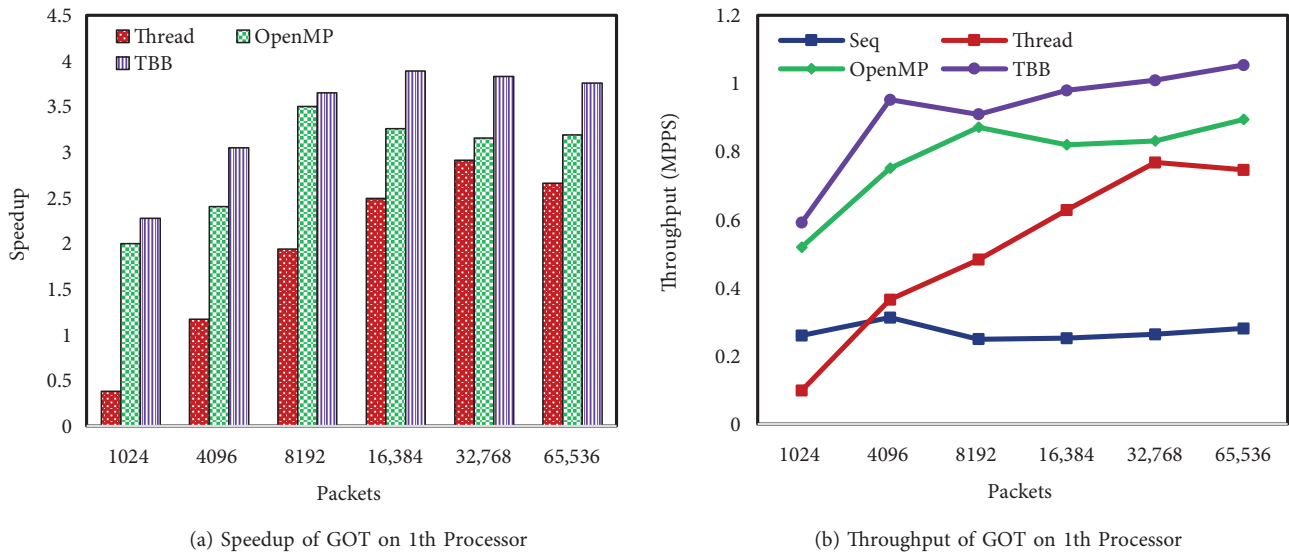 4.5
4
3.5
3
2.5
2
1.5
1
0.5
0
Speedup
Thread OpenMP
TBB
1024 4096 8192 16,384 32,768 65,536
Packets
(a) Speedup of GOT on 1th Processor
1.2
1
0.8
0.6
0.4
0.2
0
Throughput (MPPS)
Seq Thread
OpenMP TBB
1024 4096 8192 16,384 32,768 65,536
Packets
(b) Throughput of GOT on 1th Processor